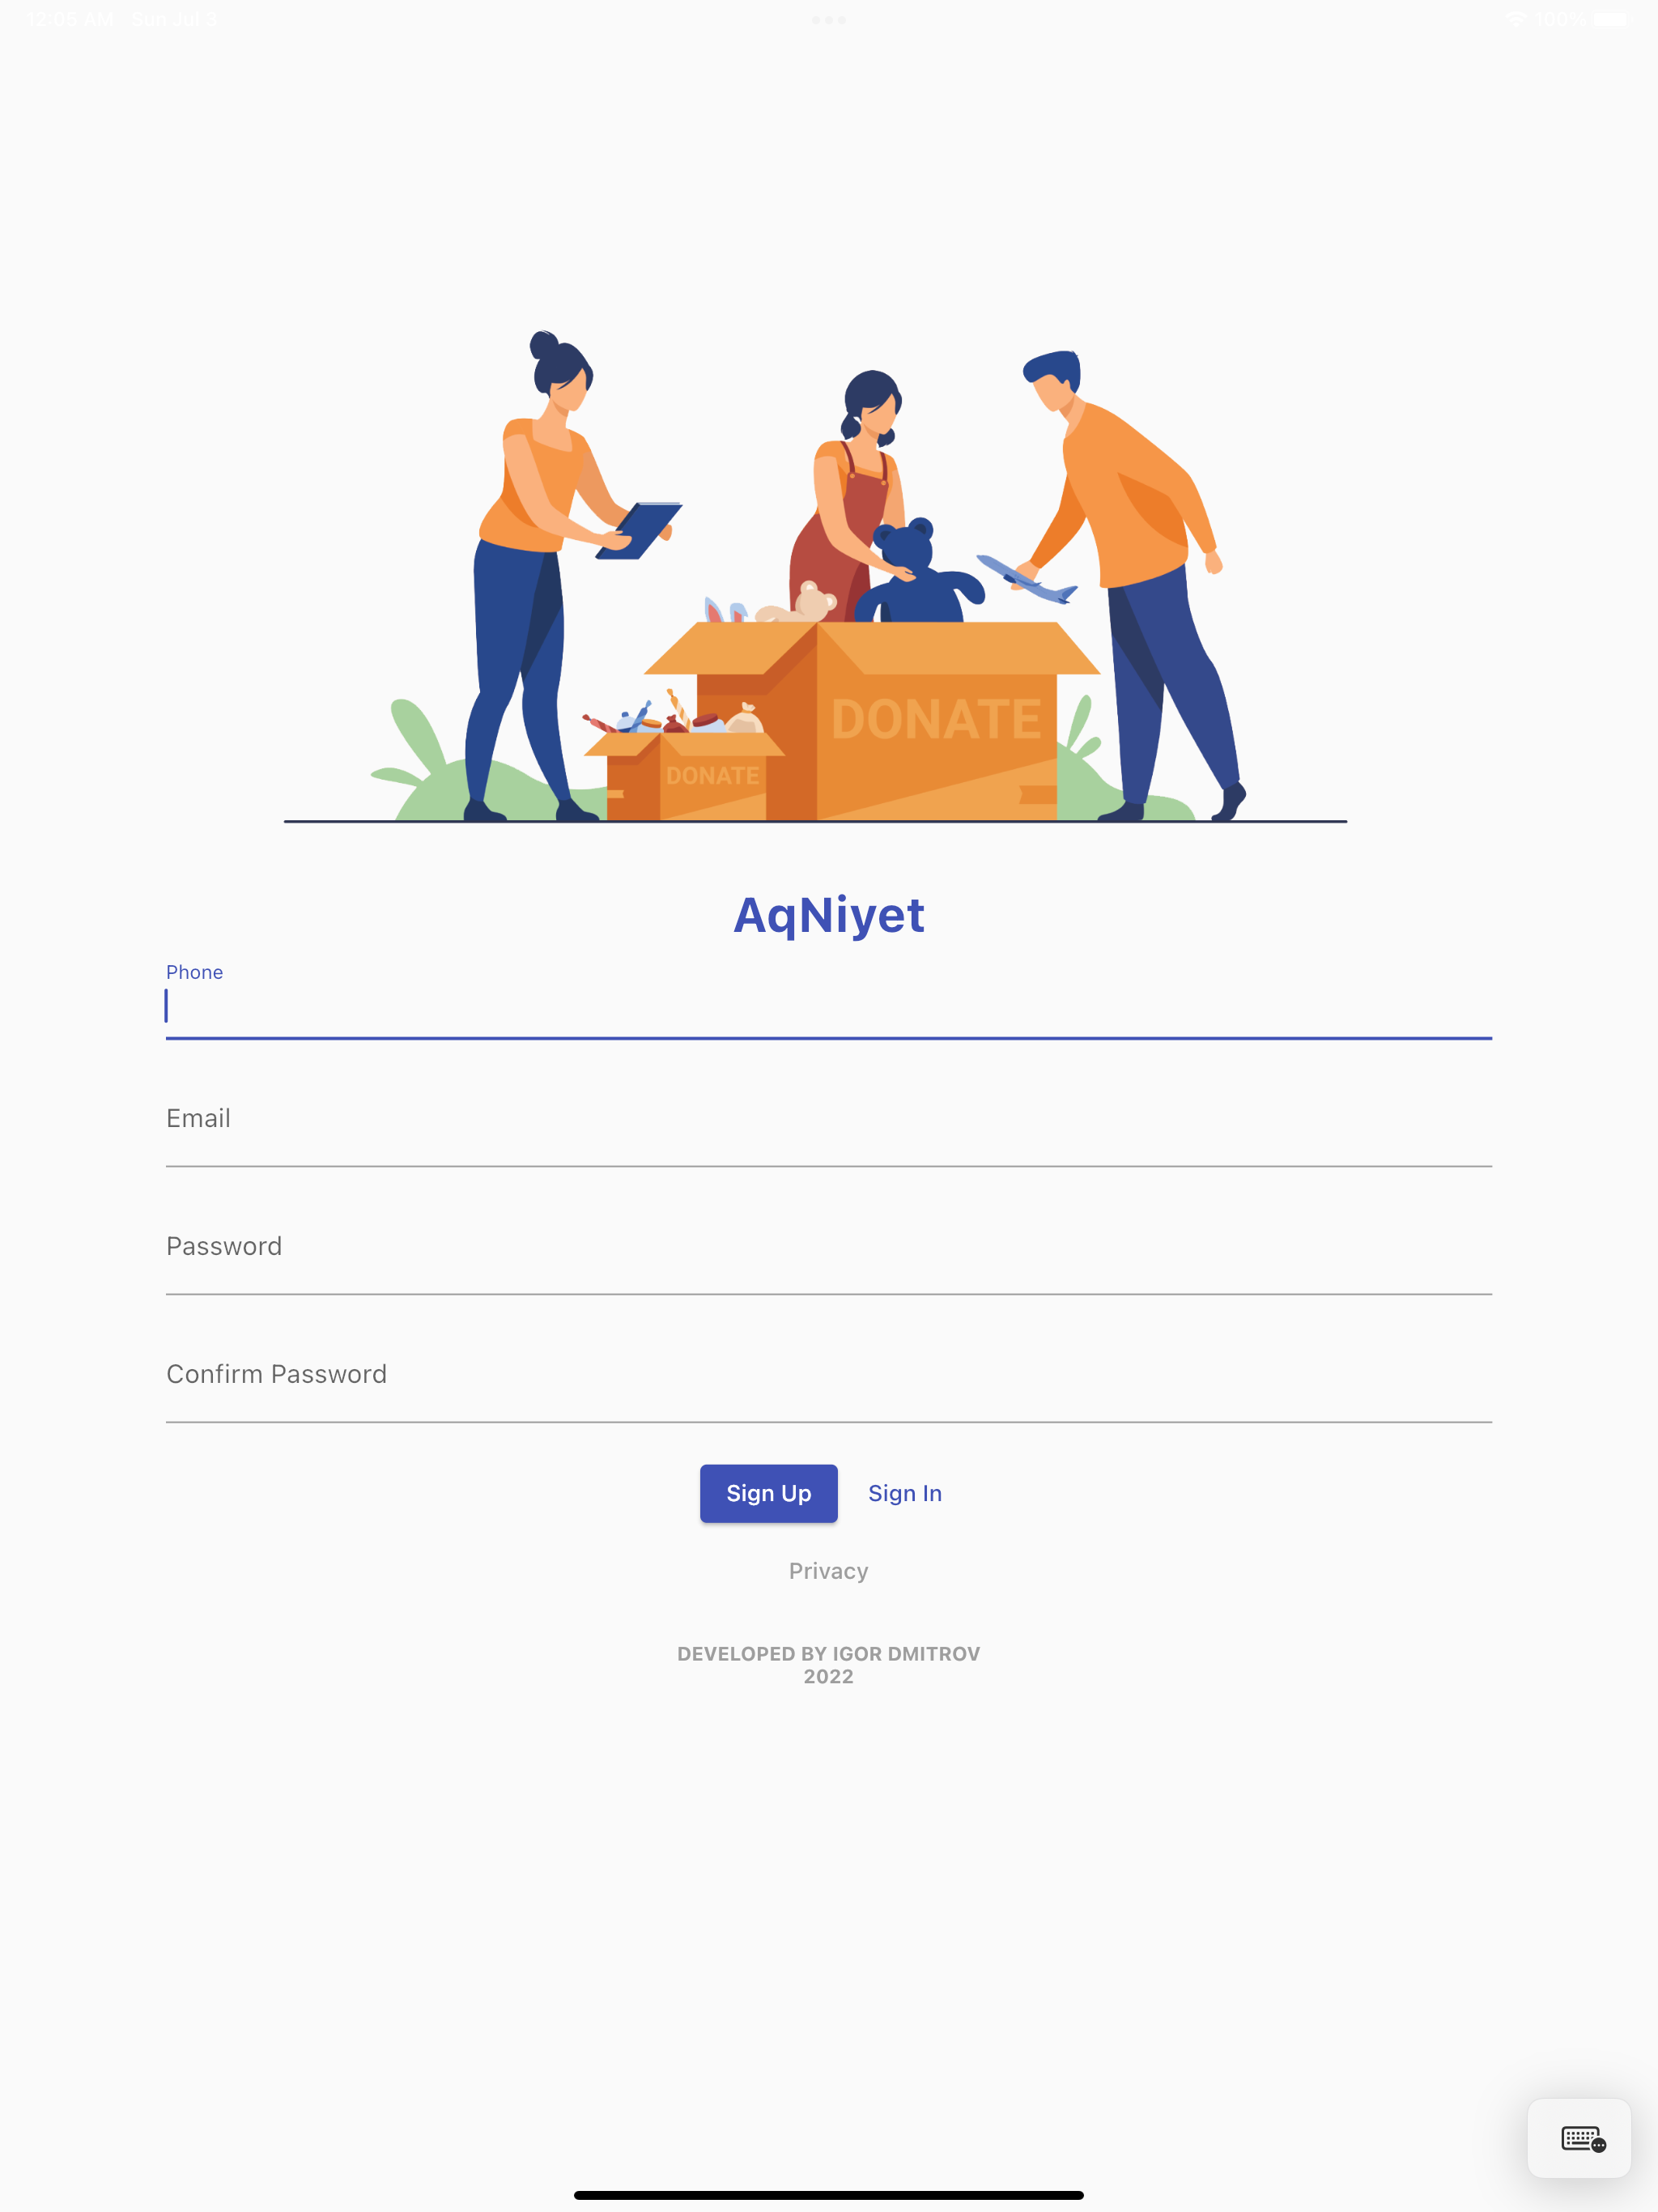 12:05 AM Sun Jul 3
100%
DONATE
DONATE
AqNiyet
Phone
Email
Password
Confirm Password
Sign Up
Sign In
Privacy
DEVELOPED BY IGOR DMITROV
2022